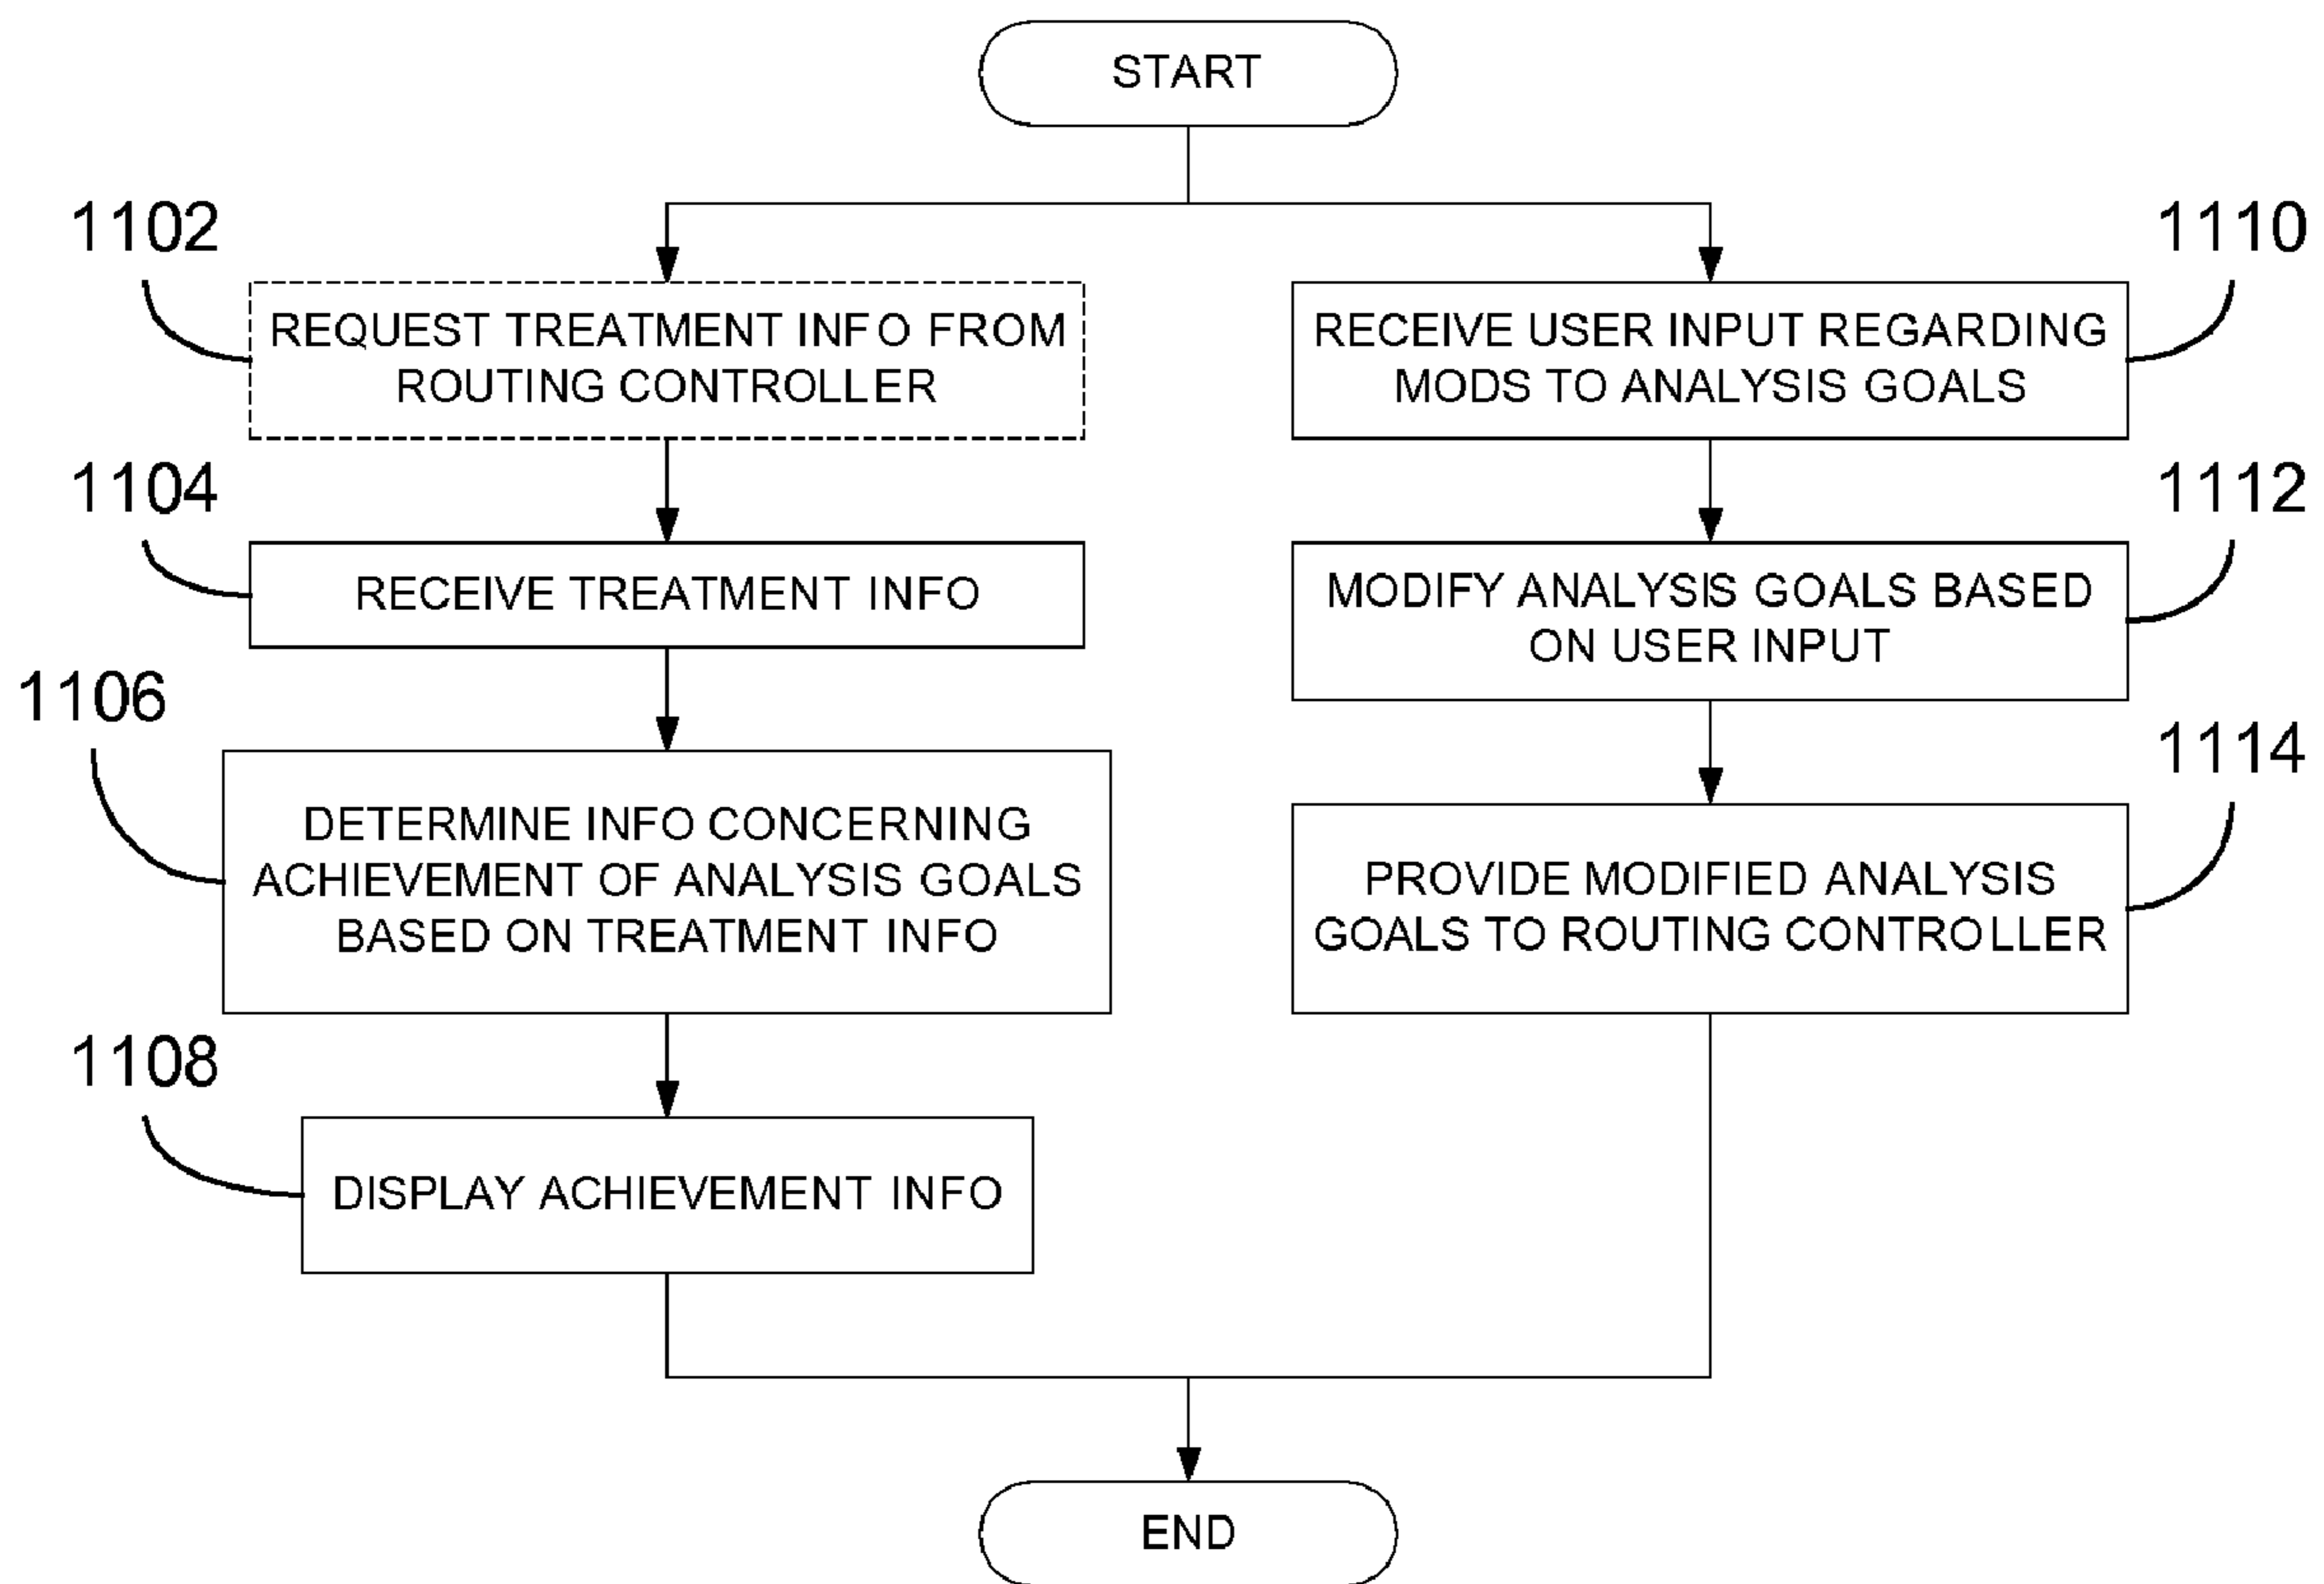 START
1102
REQUEST TREATMENT INFO FROM
ROUTING CONTROLLER
1104
RECEIVE TREATMENT INFO
1106
DETERMINE INFO CONCERNING
ACHIEVEMENT OF ANALYSIS GOALS
BASED ON TREATMENT INFO
1108
DISPLAY ACHIEVEMENT INFO
1110
RECEIVE USER INPUT REGARDING
MODS TO ANALYSIS GOALS
1112
MODIFY ANALYSIS GOALS BASED
ON USER INPUT
1114
PROVIDE MODIFIED ANALYSIS
GOALS TO ROUTING CONTROLLER
END